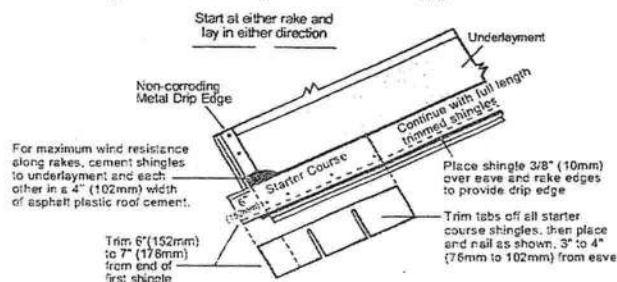 Start at either rake and
lay in either direction
Underlayment
Non-corroding
Metal Drip Edge
Continue with full length
trimmed shingles
For maximum wind resistance
along rakes, cement shingles
to underlayment and each
other in a 4" (102mm) width
of asphalt plastic roof cement.
Starter Course
6"
(152mm)
Place shingle 3/8" (10mm)
over eave and rake edges
to provide drip edge
Trim 6"(152mm)
to 7" (176mm)
from end of
first shingle
Trim tabs off all starter
course shingles, then place
and nail as shown, 3" to 4"
(76mm to 102mm) from eave